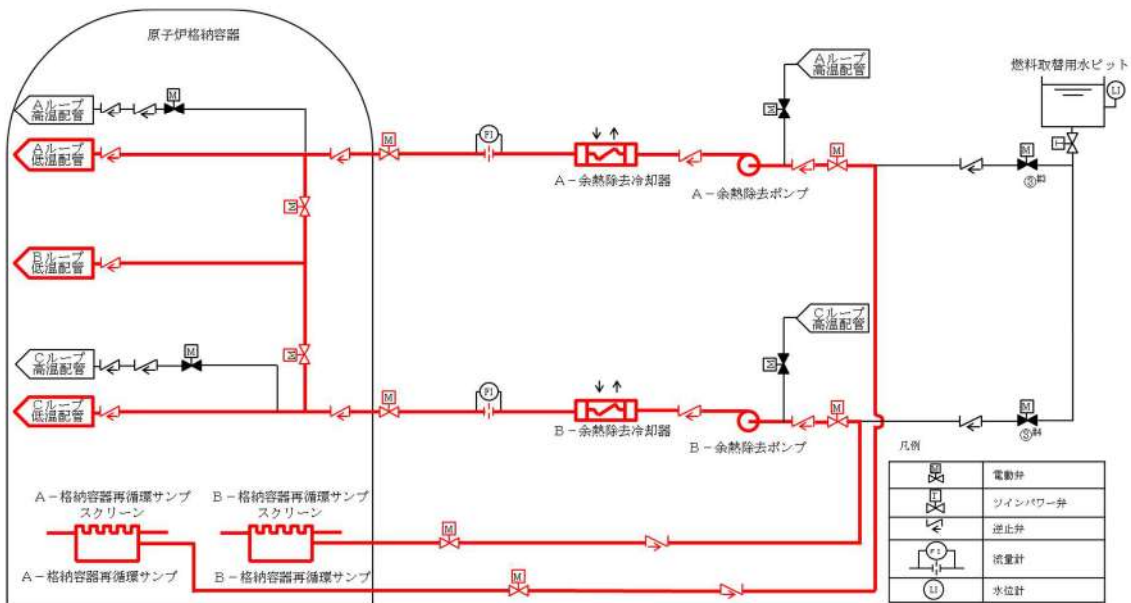 原子炉格納容器
Aループ
高温配管
燃料取替用水ピット
LI
Aループ
高温配管
M
M
Aループ
低温配管
M
FI
M
M
A－余熱除去冷却器
A－余熱除去ポンプ
M
Bループ
低温配管
Cループ
高温配管
Cループ
高温配管
M
M
M
Cループ
低温配管
M
FI
M
M
B－余熱除去冷却器
B－余熱除去ポンプ
凡例
M
電動弁
T
ツインパワー弁
逆止弁
FI
流量計
LI
水位計
A－格納容器再循環サンプ
スクリーン
B－格納容器再循環サンプ
スクリーン
M
A－格納容器再循環サンプ
B－格納容器再循環サンプ
M